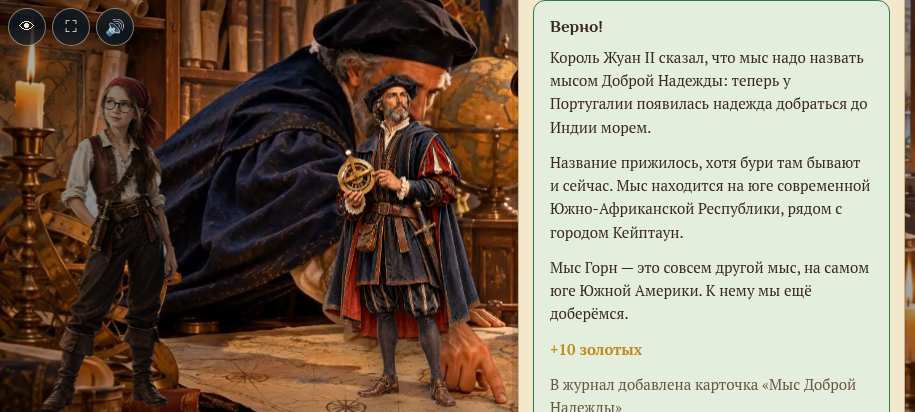 Верно!
Король Жуан II сказал, что мыс надо назвать
мысом Доброй Надежды: теперь у
Португалии появилась надежда добраться до
Индии морем.
Название прижилось, хотя бури там бывают
и сейчас. Мыс находится на юге современной
Южно-Африканской Республики, рядом с
городом Кейптаун.
Мыс Горн — это совсем другой мыс, на самом
юге Южной Америки. К нему мы ещё
доберёмся.
+10 золотых
В журнал добавлена карточка «Мыс Доброй
Надежды»